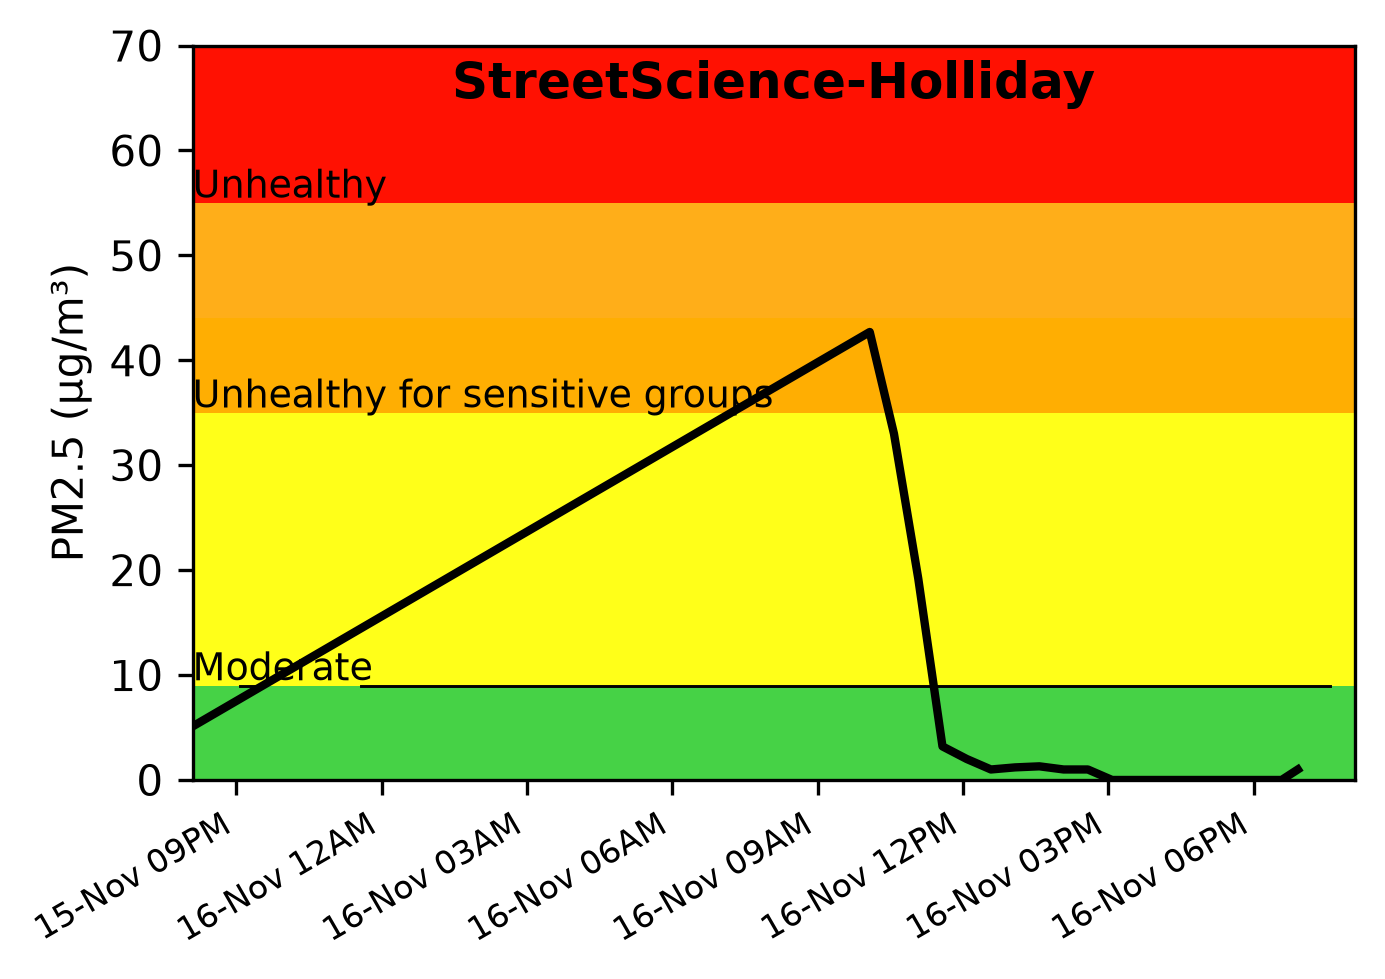 StreetScience-Holliday
PM2.5 (µg/m³)
70
60
50
40
30
20
10
0
Unhealthy
Unhealthy for sensitive groups
Moderate
15-Nov 09PM
16-Nov 12AM
16-Nov 03AM
16-Nov 06AM
16-Nov 09AM
16-Nov 12PM
16-Nov 03PM
16-Nov 06PM